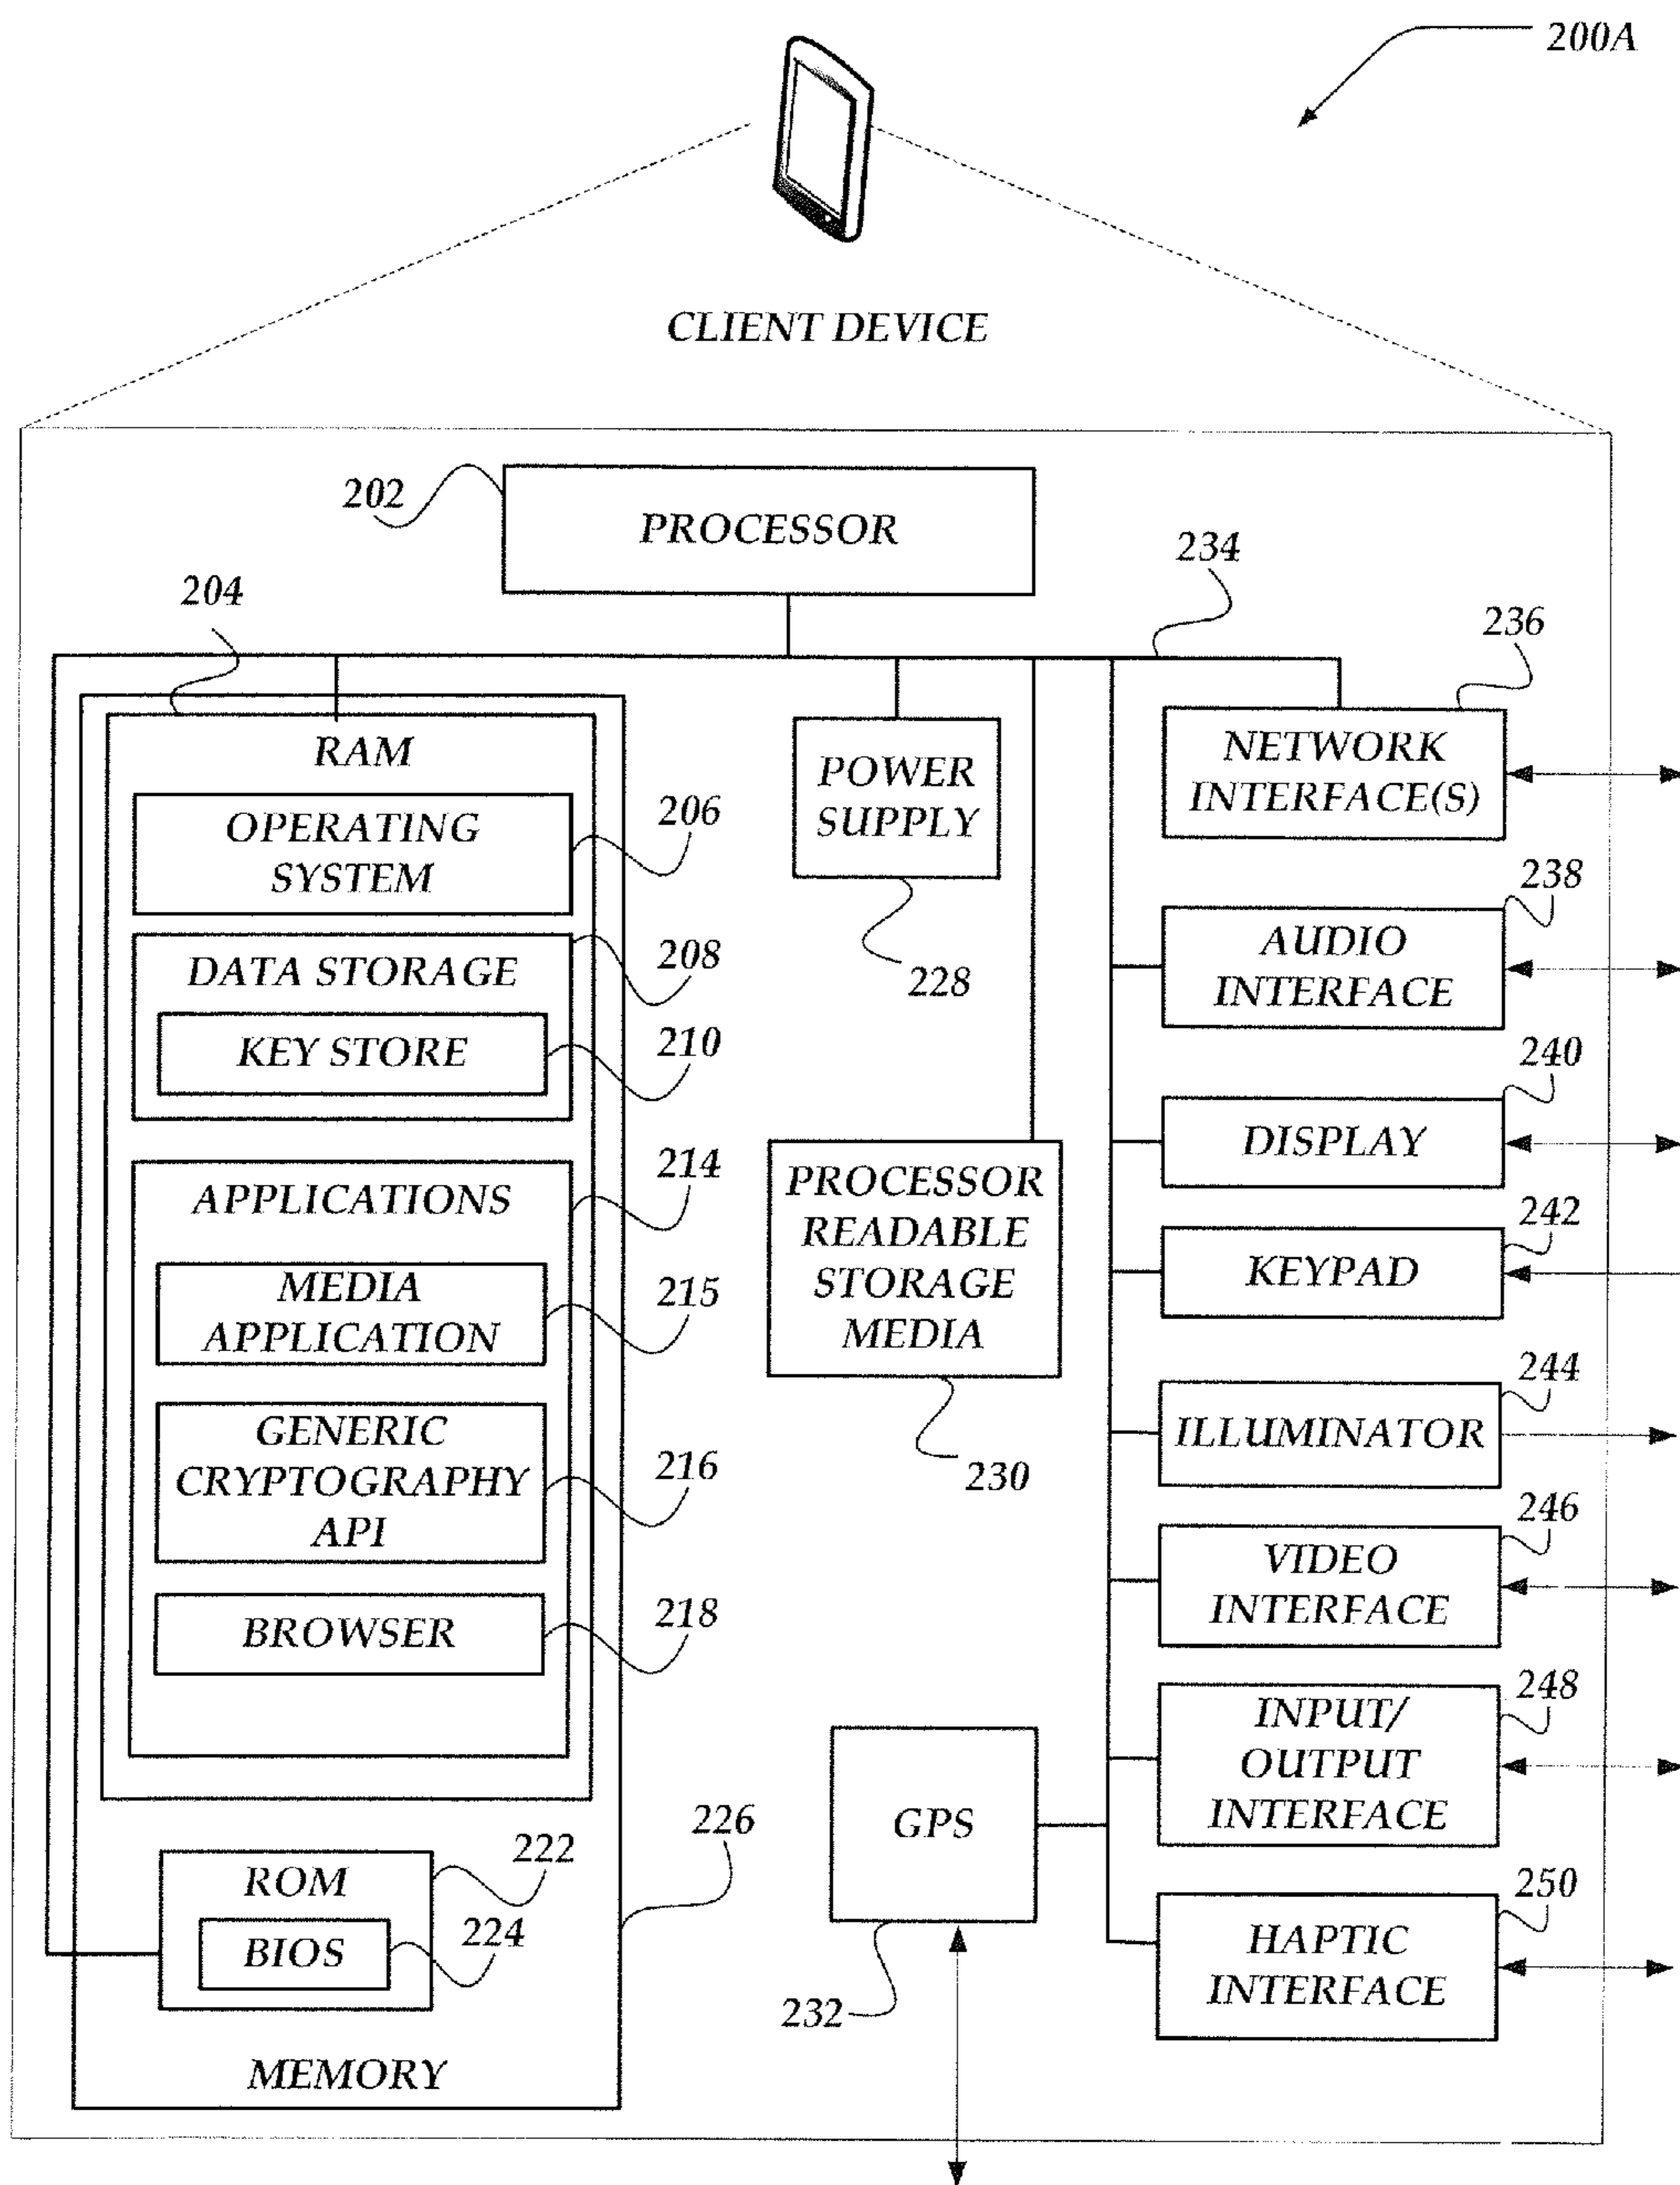 200A
CLIENT DEVICE
202
PROCESSOR
234
204
236
RAM
OPERATING
SYSTEM
206
DATA STORAGE
208
KEY STORE
210
APPLICATIONS
214
MEDIA
APPLICATION
215
GENERIC
CRYPTOGRAPHY
API
216
BROWSER
218
ROM
222
BIOS
224
226
MEMORY
POWER
SUPPLY
228
PROCESSOR
READABLE
STORAGE
MEDIA
230
GPS
232
NETWORK
INTERFACE(S)
238
AUDIO
INTERFACE
240
DISPLAY
242
KEYPAD
244
ILLUMINATOR
246
VIDEO
INTERFACE
248
INPUT/
OUTPUT
INTERFACE
250
HAPTIC
INTERFACE